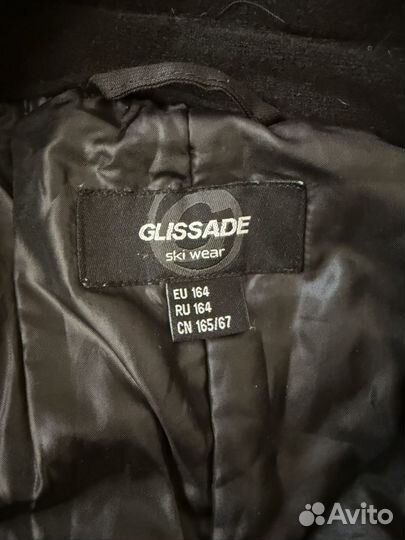 GLISSADE
ski wear
EU 164
RU 164
CN 165/67
Avito